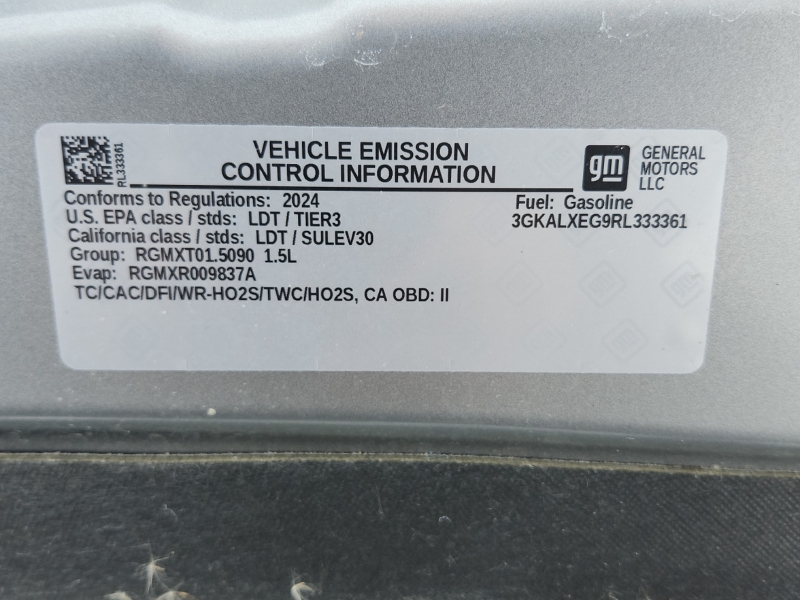 RL333361
VEHICLE EMISSION
CONTROL INFORMATION
gm
GENERAL
MOTORS
LLC
Conforms to Regulations: 2024
Fuel: Gasoline
U.S. EPA class / stds: LDT / TIER3
3GKALXEG9RL333361
California class / stds: LDT / SULEV30
Group: RGMXT01.5090 1.5L
Evap: RGMXR009837A
TC/CAC/DFI/WR-HO2S/TWC/HO2S, CA OBD: II